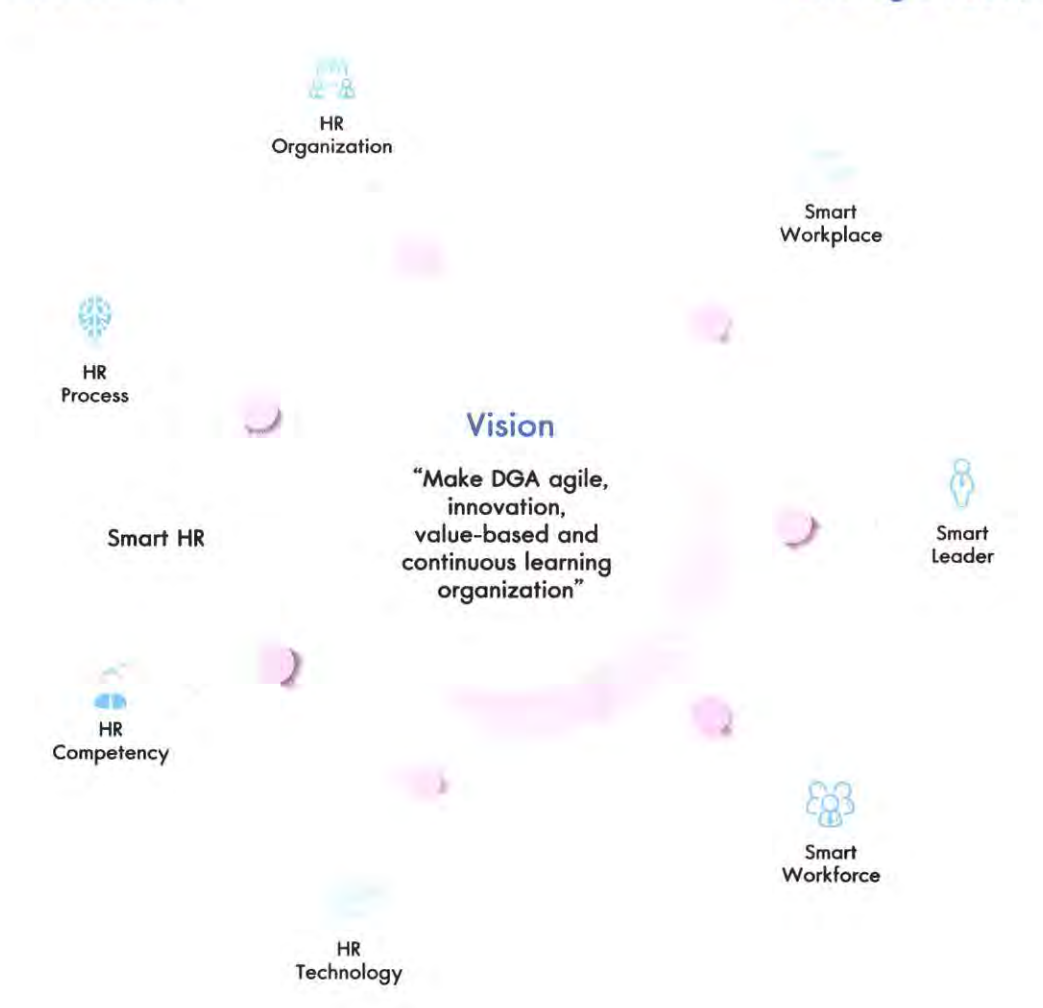 HR
Organization
Smart
Workplace
HR
Process
Vision
“Make DGA agile,
innovation,
value-based and
continuous learning
organization”
Smart HR
Smart
Leader
HR
Competency
Smart
Workforce
HR
Technology